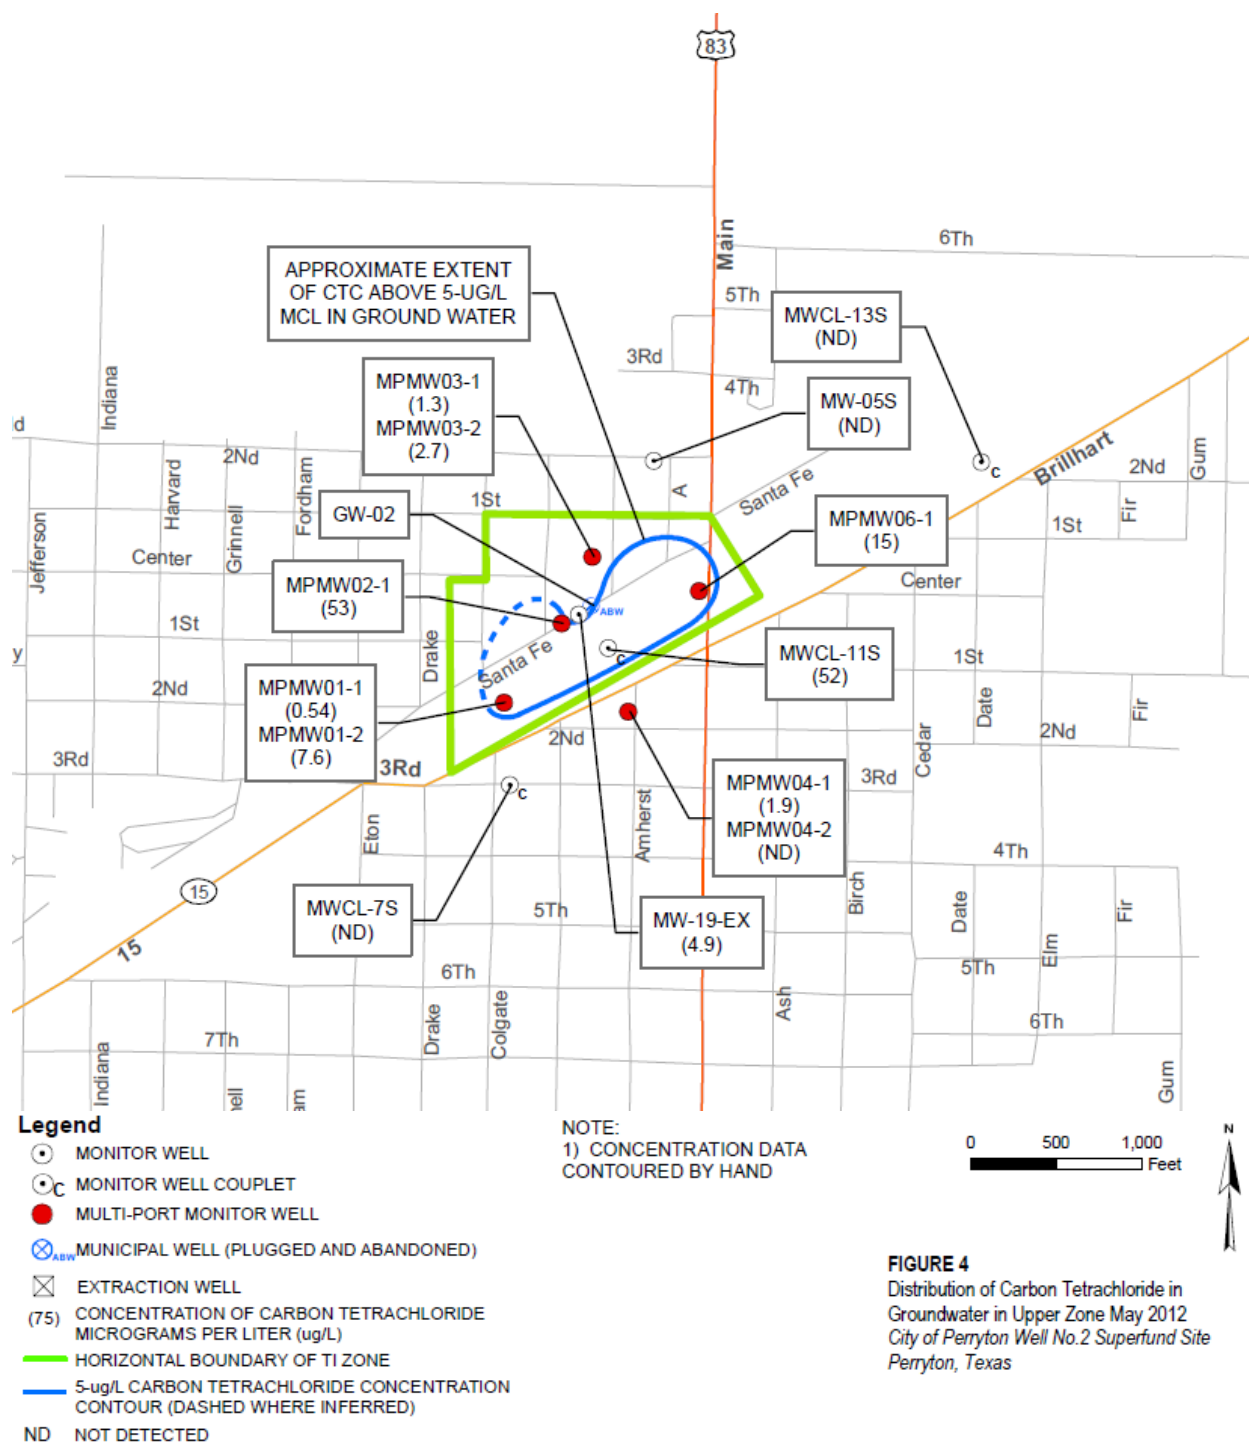 83
Main
6Th
5Th
3Rd
4Th
APPROXIMATE EXTENT
OF CTC ABOVE 5-UG/L
MCL IN GROUND WATER
MWCL-13S
(ND)
MPMW03-1
(1.3)
MPMW03-2
(2.7)
MW-05S
(ND)
Indiana
ld
2Nd
Harvard
Grinnell
Fordham
1St
A
Santa Fe
Brillhart
2Nd
Gum
Fir
1St
GW-02
MPMW06-1
(15)
Jefferson
Center
Center
MPMW02-1
(53)
ABW
1St
y
Drake
Santa Fe
C
MWCL-11S
(52)
1St
2Nd
MPMW01-1
(0.54)
MPMW01-2
(7.6)
Date
Fir
2Nd
Cedar
3Rd
3Rd
2Nd
3Rd
C
C
MPMW04-1
(1.9)
MPMW04-2
(ND)
Eton
Amherst
4Th
15
15
MWCL-7S
(ND)
5Th
MW-19-EX
(4.9)
Birch
Date
Fir
Elm
5Th
6Th
Ash
6Th
Drake
Colgate
7Th
Indiana
nell
am
Gum
Legend
MONITOR WELL
C MONITOR WELL COUPLET
MULTI-PORT MONITOR WELL
ABW MUNICIPAL WELL (PLUGGED AND ABANDONED)
EXTRACTION WELL
(75) CONCENTRATION OF CARBON TETRACHLORIDE
MICROGRAMS PER LITER (ug/L)
HORIZONTAL BOUNDARY OF TI ZONE
5-ug/L CARBON TETRACHLORIDE CONCENTRATION
CONTOUR (DASHED WHERE INFERRED)
ND NOT DETECTED
NOTE:
1) CONCENTRATION DATA
CONTOURED BY HAND
0 500 1,000
Feet
N
FIGURE 4
Distribution of Carbon Tetrachloride in
Groundwater in Upper Zone May 2012
City of Perryton Well No.2 Superfund Site
Perryton, Texas